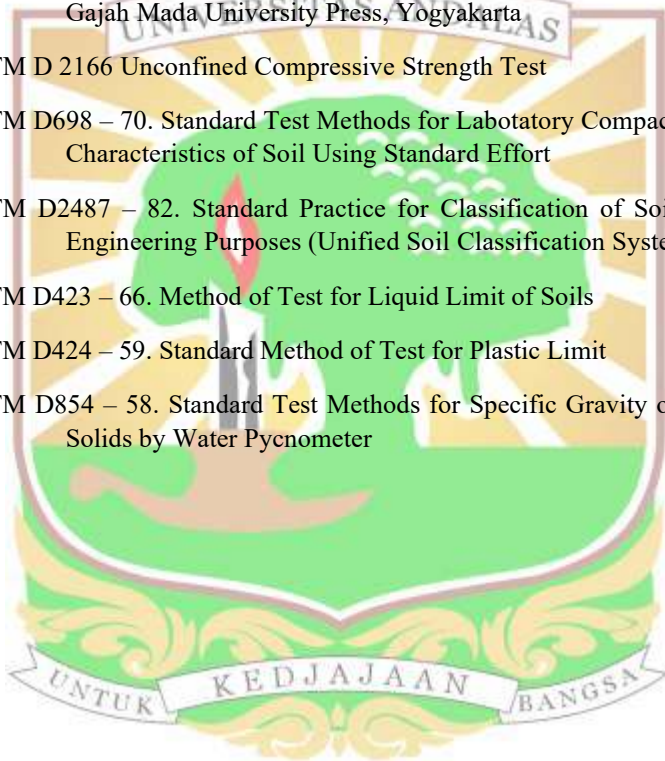 Gajah Mada University Press, Yogyakarta
UNIVERSITAS ANDALAS
TM D 2166 Unconfined Compressive Strength Test
TM D698 – 70. Standard Test Methods for Labotatory Compac
Characteristics of Soil Using Standard Effort
TM D2487 – 82. Standard Practice for Classification of Soi
Engineering Purposes (Unified Soil Classification Syste
TM D423 – 66. Method of Test for Liquid Limit of Soils
TM D424 – 59. Standard Method of Test for Plastic Limit
TM D854 – 58. Standard Test Methods for Specific Gravity o
Solids by Water Pycnometer
UNTUK KEDJAJAAN BANGSA